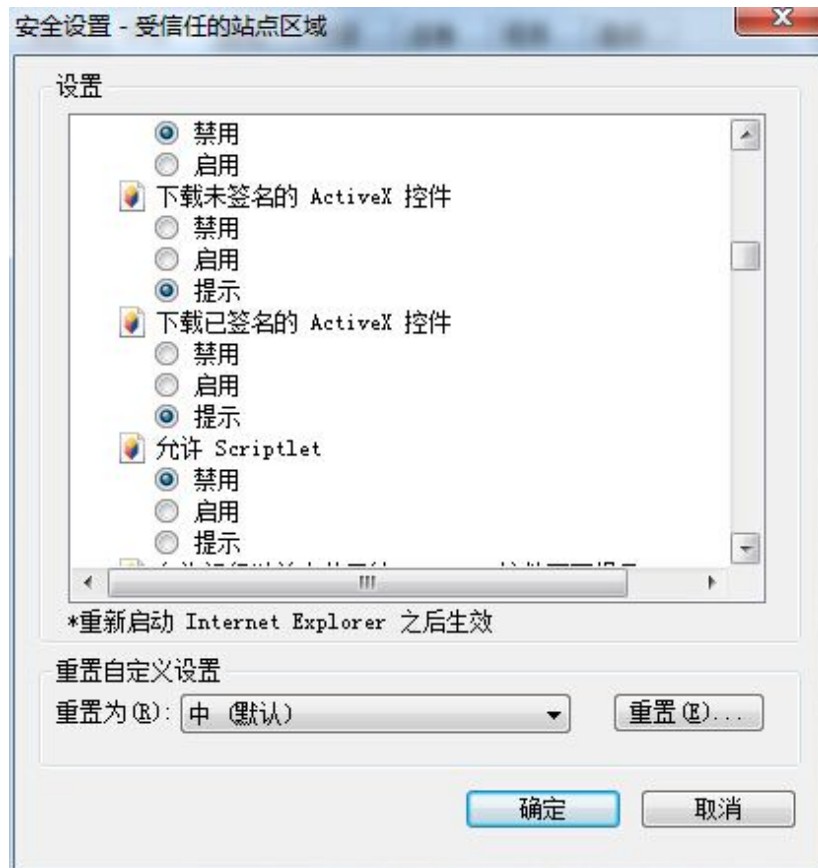 安全设置 - 受信任的站点区域
设置
禁用
启用
下载未签名的 ActiveX 控件
禁用
启用
提示
下载已签名的 ActiveX 控件
禁用
启用
提示
允许 Scriptlet
禁用
启用
提示
*重新启动 Internet Explorer 之后生效
重置自定义设置
重置为(R): 中 (默认) 重置(E)...
确定 取消